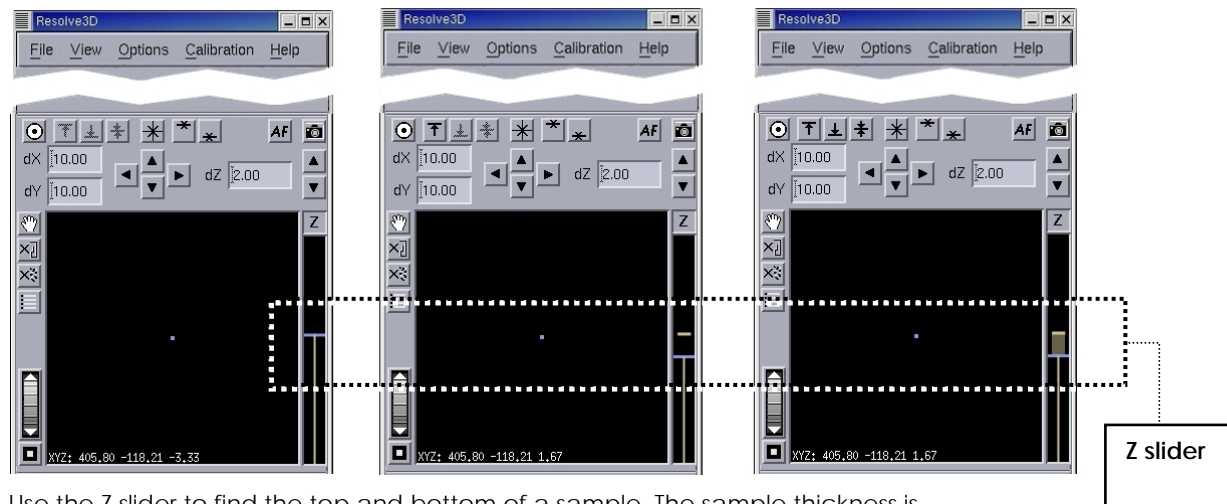 Resolve3D
File View Options Calibration Help
AF
dX 10.00
dY 10.00
dZ 2.00
Z
XYZ: 405.80 -118.21 -3.33
Resolve3D
File View Options Calibration Help
AF
dX 10.00
dY 10.00
dZ 2.00
Z
XYZ: 405.80 -118.21 1.67
Resolve3D
File View Options Calibration Help
AF
dX 10.00
dY 10.00
dZ 2.00
Z
XYZ: 405.80 -118.21 1.67
Z slider
Use the Z slider to find the top and bottom of a sample. The sample thickness is